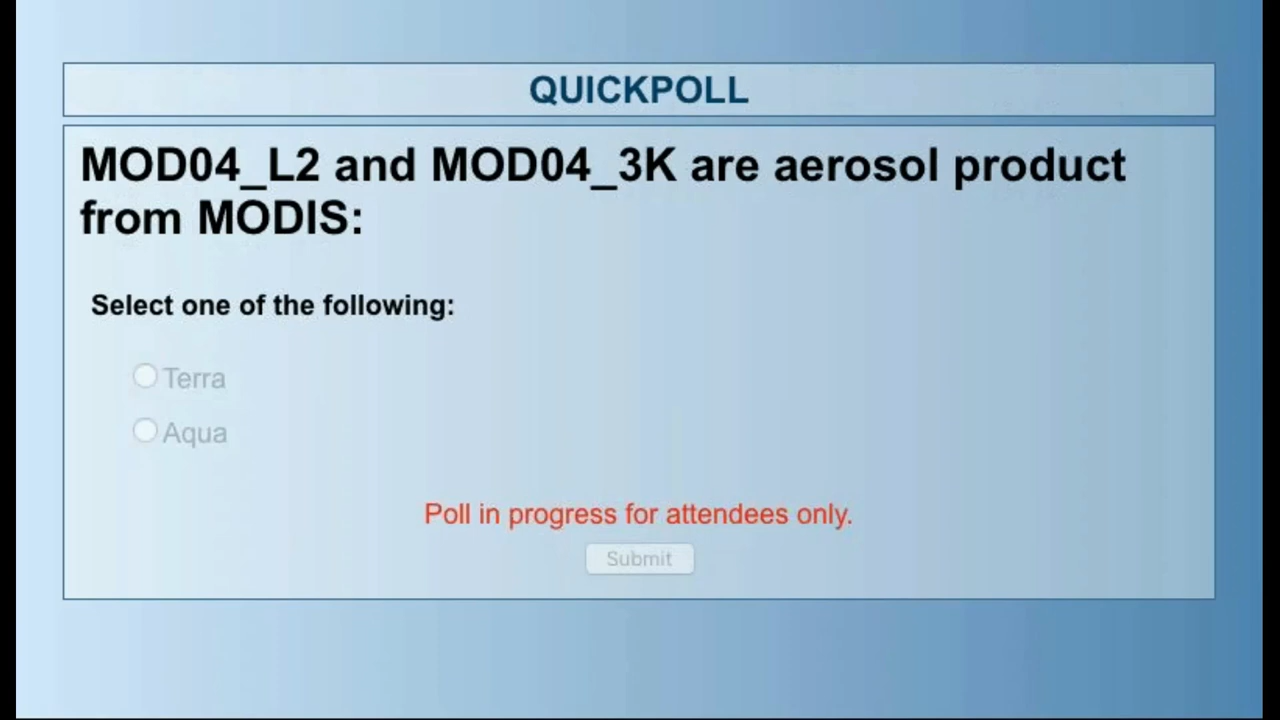 QUICKPOLL
MOD04_L2 and MOD04_3K are aerosol product
from MODIS:
Select one of the following:
Terra
Aqua
Poll in progress for attendees only.
Submit